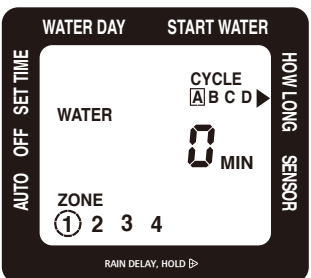 WATER DAY START WATER
SET TIME
OFF
AUTO
HOW LONG
SENSOR
CYCLE
A B C D
WATER
0 MIN
ZONE
1 2 3 4
RAIN DELAY, HOLD